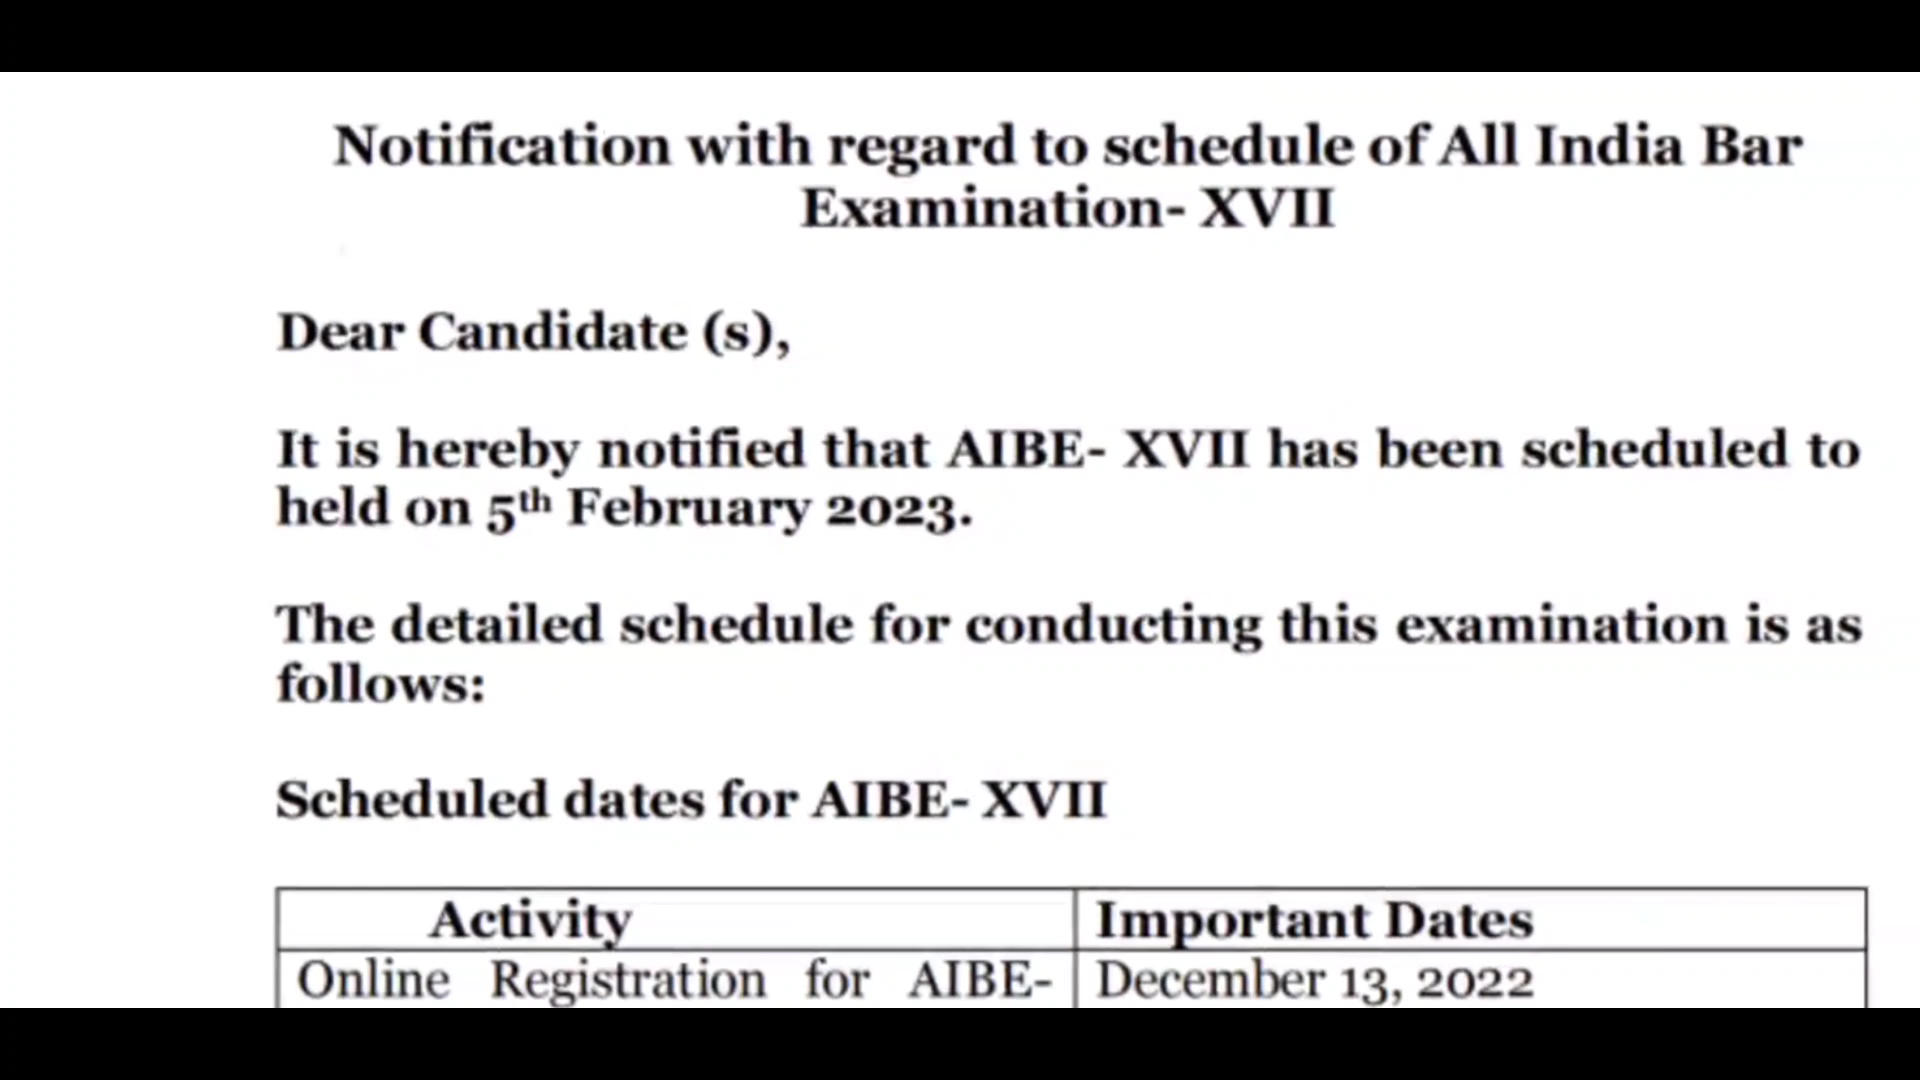 Notification with regard to schedule of All India Bar
Examination- XVII
Dear Candidate (s),
It is hereby notified that AIBE- XVII has been scheduled to
held on 5th February 2023.
The detailed schedule for conducting this examination is as
follows:
Scheduled dates for AIBE- XVII
Activity Important Dates
Online Registration for AIBE- December 13, 2022